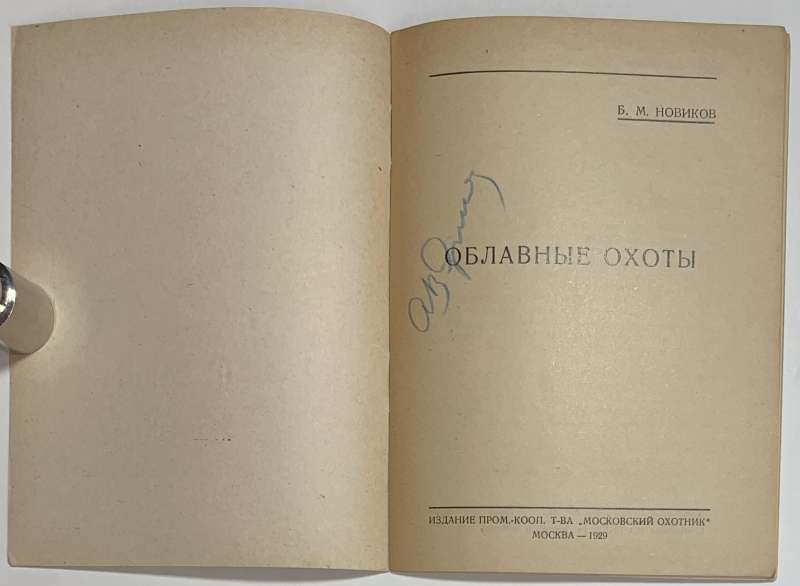 Б. М. НОВИКОВ
ОБЛАВНЫЕ ОХОТЫ
ИЗДАНИЕ ПРОМ.-КООП. Т-ВА „МОСКОВСКИЙ ОХОТНИК"
МОСКВА — 1929